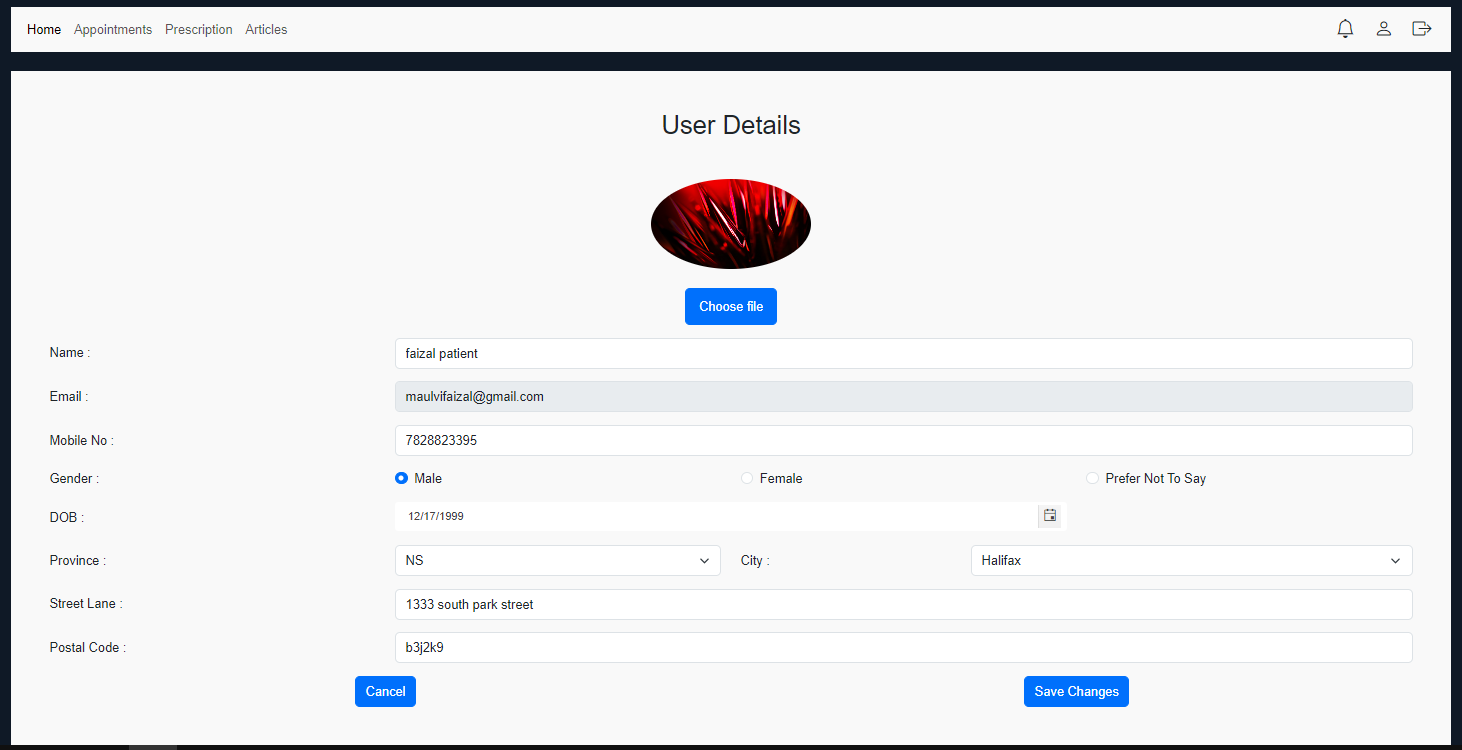 Home Appointments Prescription Articles
User Details
Choose file
Name : faizal patient
Email : maulvifaizal@gmail.com
Mobile No : 7828823395
Gender : Male Female Prefer Not To Say
DOB : 12/17/1999
Province : NS City : Halifax
Street Lane : 1333 south park street
Postal Code : b3j2k9
Cancel Save Changes